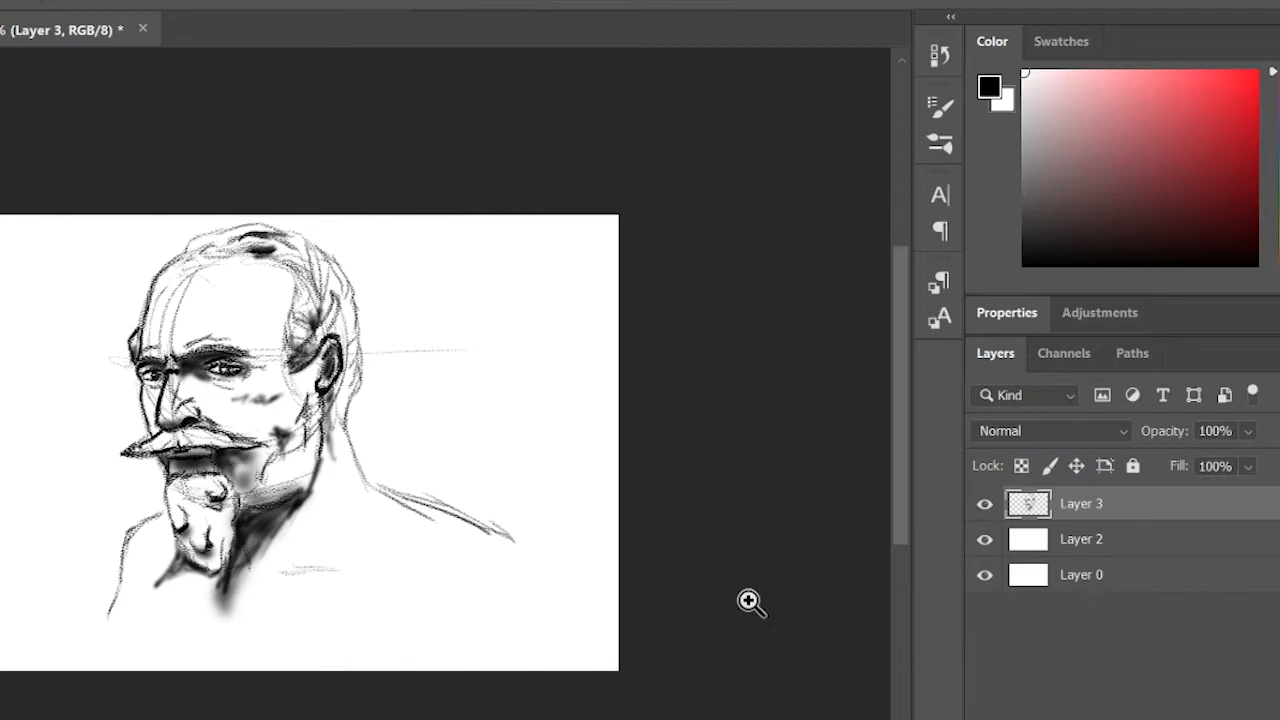 % (Layer 3, RGB/8) *
Color
Swatches
Properties
Adjustments
Layers
Channels
Paths
Kind
Normal
Opacity: 100%
Lock:
Fill: 100%
Layer 3
Layer 2
Layer 0